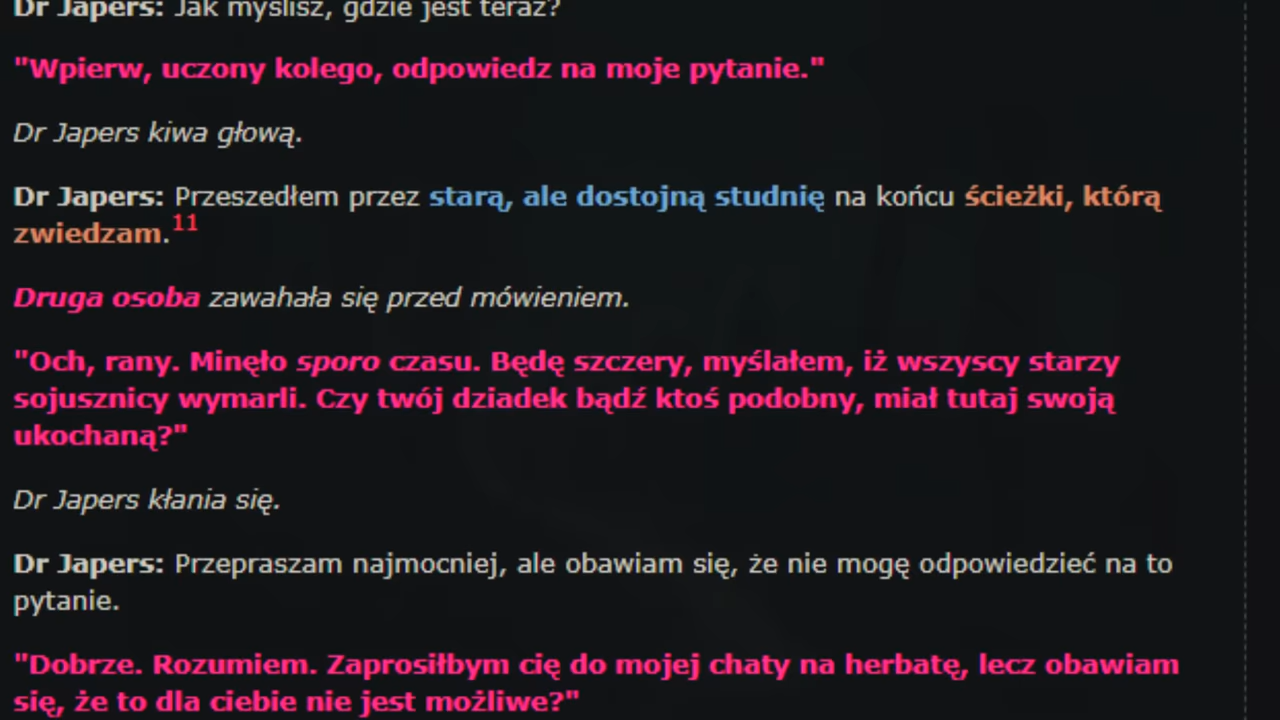 Dr Japers: Jak myślisz, gdzie jest teraz?
"Wpierw, uczony kolego, odpowiedz na moje pytanie."
Dr Japers kiwa głową.
Dr Japers: Przeszedłem przez starą, ale dostojną studnię na końcu ścieżki, którą
zwiedzam.11
Druga osoba zawahała się przed mówieniem.
"Och, rany. Minęło sporo czasu. Będę szczery, myślałem, iż wszyscy starzy
sojusznicy wymarli. Czy twój dziadek bądź ktoś podobny, miał tutaj swoją
ukochaną?"
Dr Japers kłania się.
Dr Japers: Przepraszam najmocniej, ale obawiam się, że nie mogę odpowiedzieć na to
pytanie.
"Dobrze. Rozumiem. Zaprosiłbym cię do mojej chaty na herbatę, lecz obawiam
się, że to dla ciebie nie jest możliwe?"